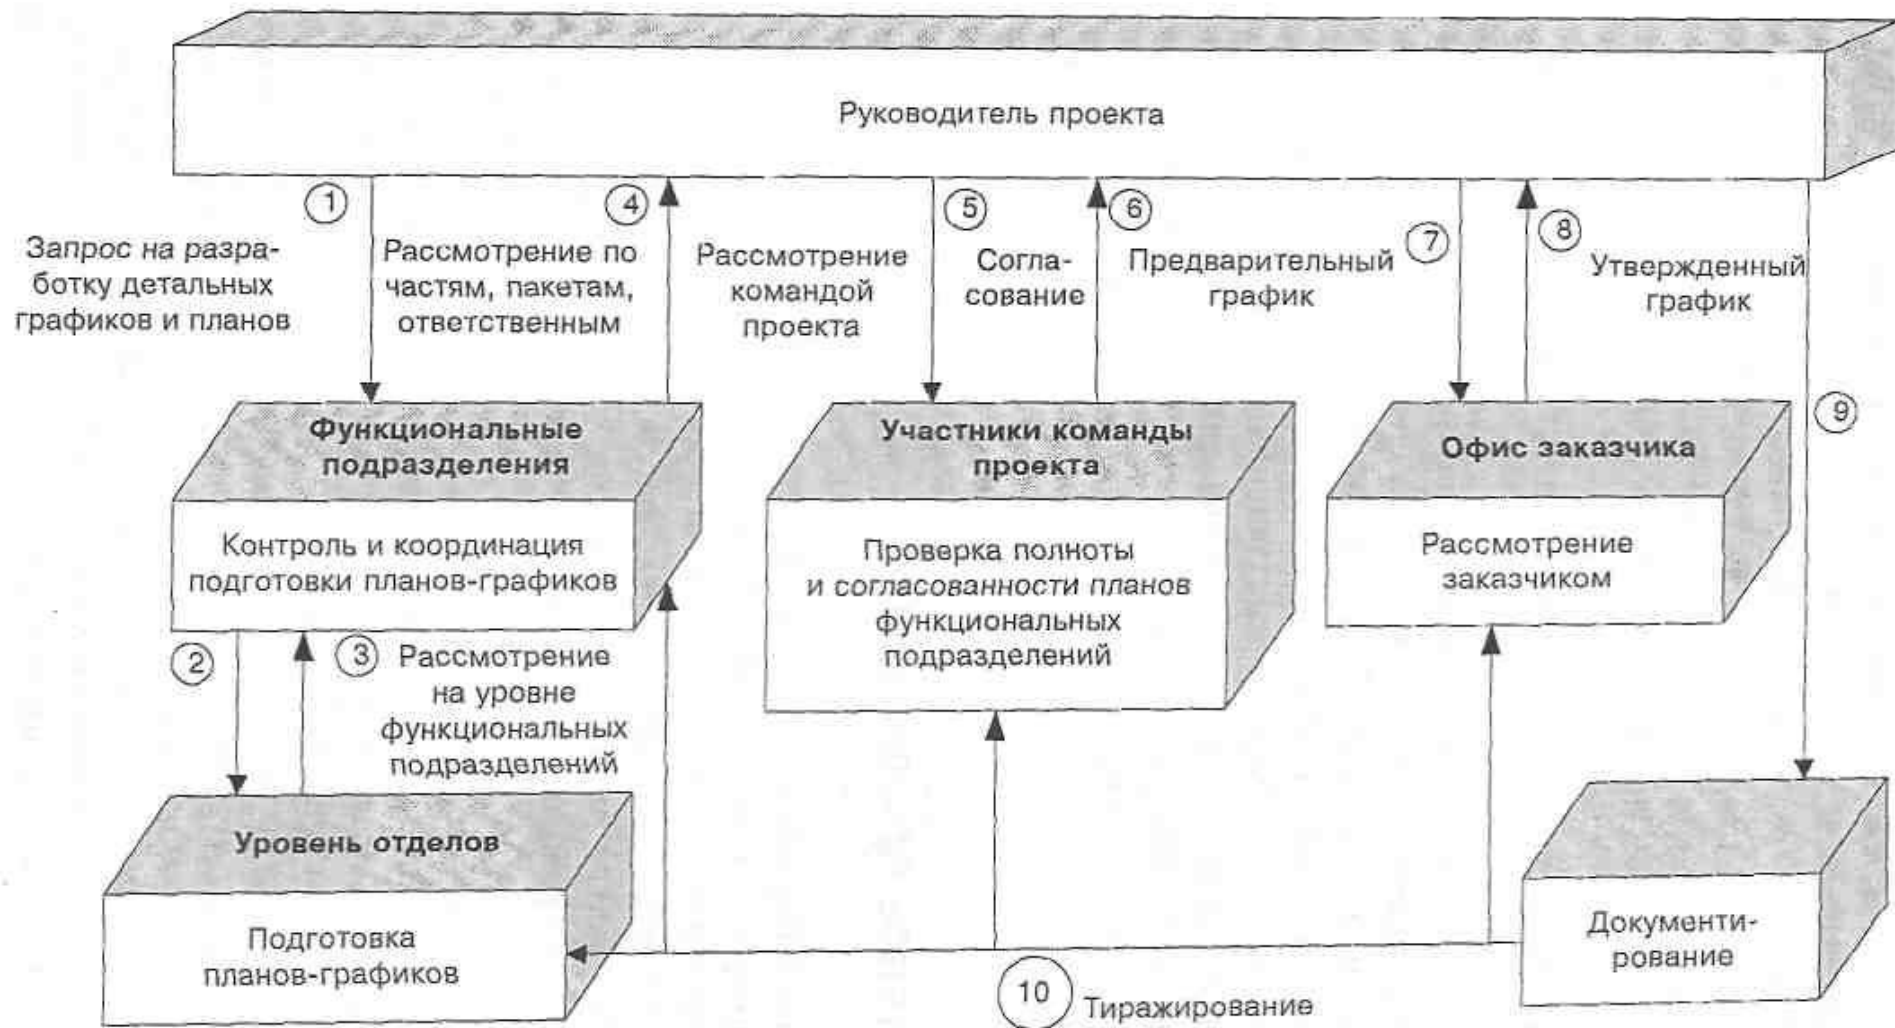 Руководитель проекта
1
4
5
6
7
8
9
Запрос на разра-
ботку детальных
графиков и планов
Рассмотрение по
частям, пакетам,
ответственным
Рассмотрение
командой
проекта
Согла-
сование
Предварительный
график
Утвержденный
график
Функциональные
подразделения
Контроль и координация
подготовки планов-графиков
Участники команды
проекта
Проверка полноты
и согласованности планов
функциональных
подразделений
Офис заказчика
Рассмотрение
заказчиком
2
3
Рассмотрение
на уровне
функциональных
подразделений
Уровень отделов
Подготовка
планов-графиков
Документи-
рование
10
Тиражирование